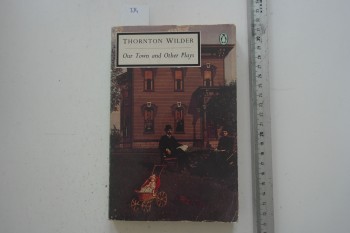 THORNTON WILDER
Our Town and Other Plays